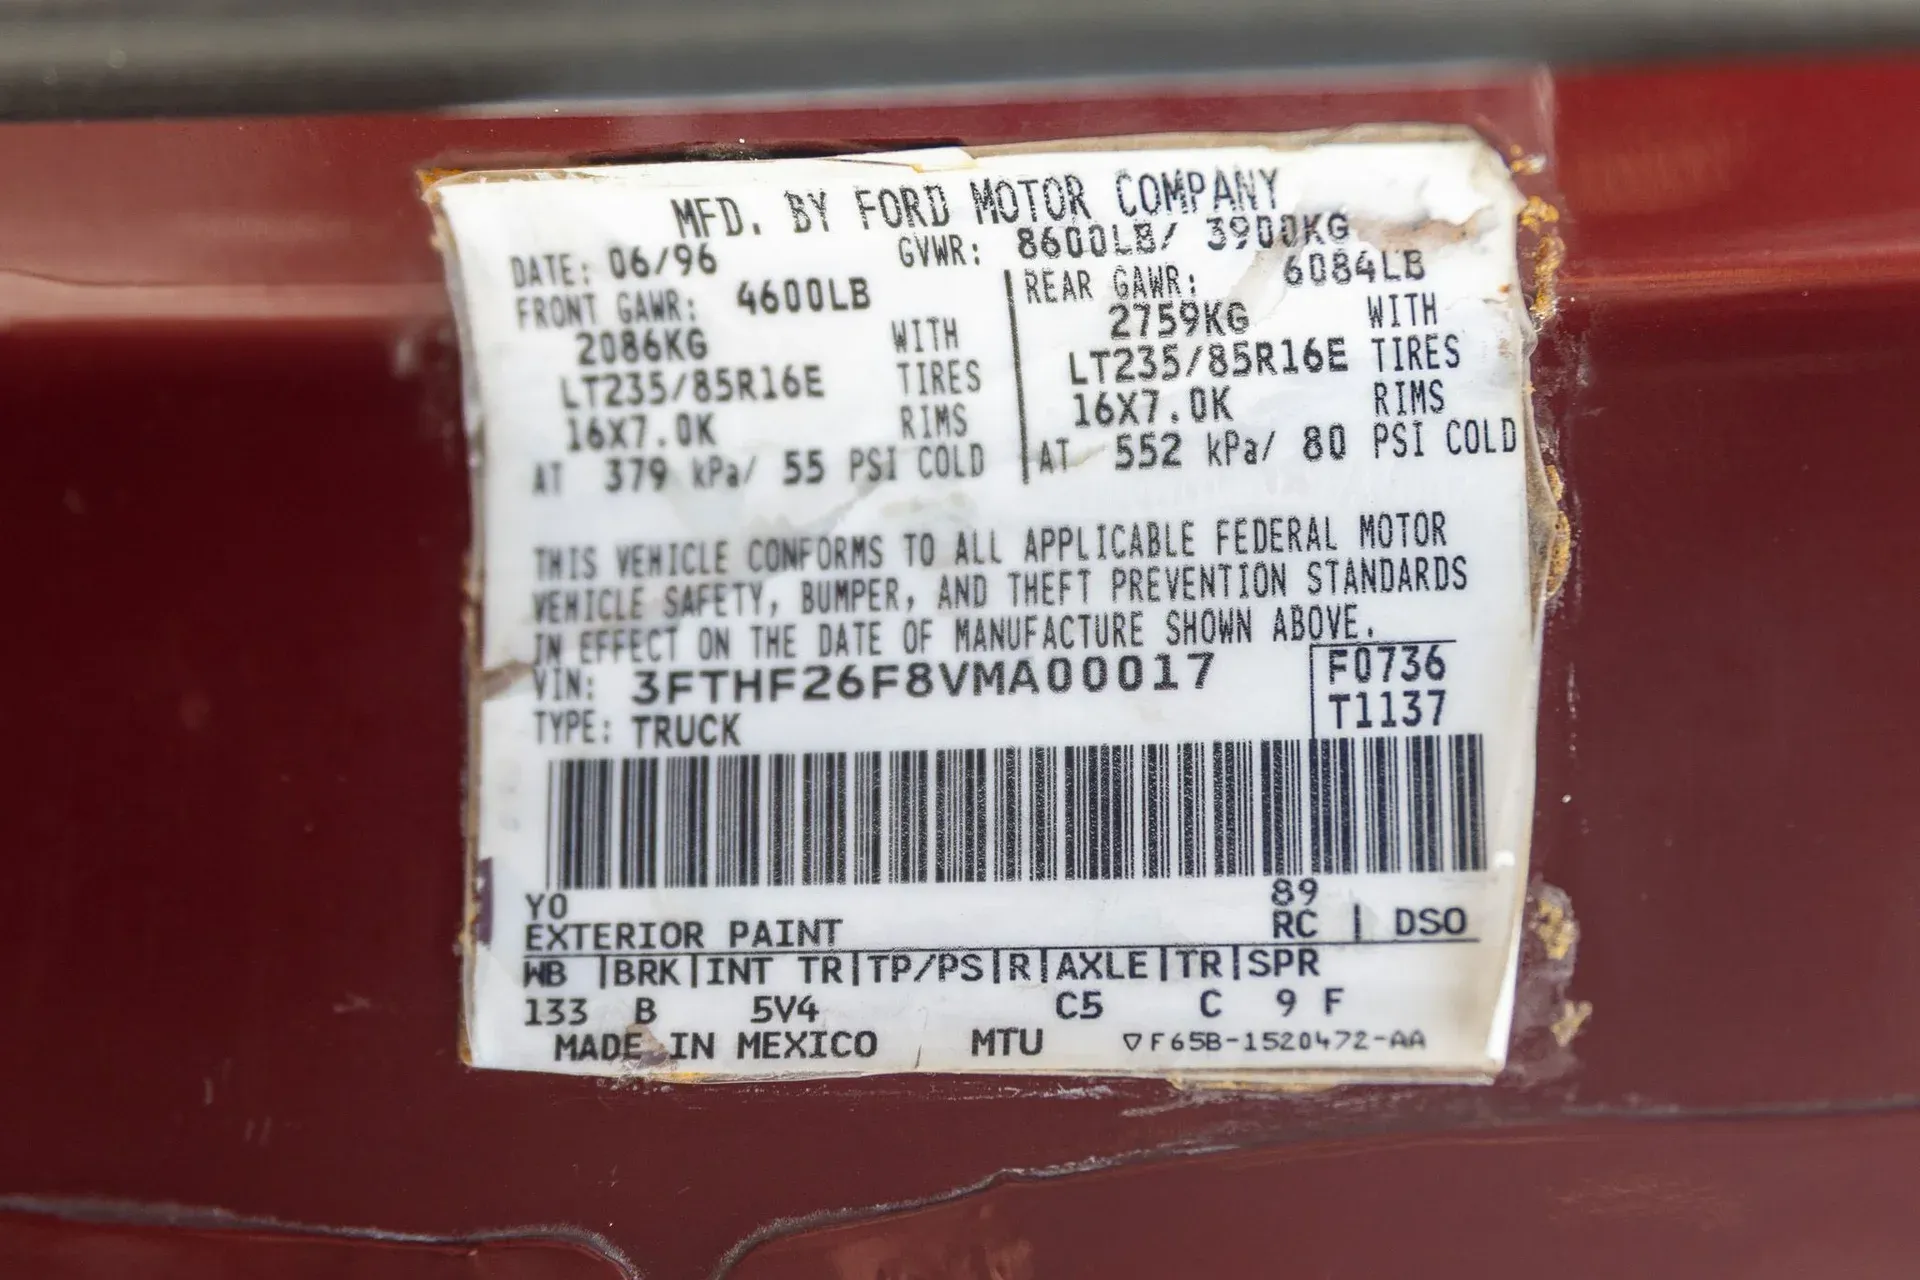 MFD. BY FORD MOTOR COMPANY
DATE: 06/96 GVWR: 8600LB/ 3900KG
FRONT GAWR: 4600LB
2086KG WITH
LT235/85R16E TIRES
16X7.0K RIMS
AT 379 kPa/ 55 PSI COLD
REAR GAWR: 6084LB
2759KG WITH
LT235/85R16E TIRES
16X7.0K RIMS
AT 552 kPa/ 80 PSI COLD
THIS VEHICLE CONFORMS TO ALL APPLICABLE FEDERAL MOTOR
VEHICLE SAFETY, BUMPER, AND THEFT PREVENTION STANDARDS
IN EFFECT ON THE DATE OF MANUFACTURE SHOWN ABOVE.
VIN: 3FTHF26F8VMA00017
TYPE: TRUCK
F0736
T1137
YO 89
EXTERIOR PAINT RC | DSO
WB |BRK|INT TR|TP/PS|R|AXLE|TR|SPR
133 B 5V4 C5 C 9 F
MADE IN MEXICO MTU ▽F65B-1520472-AA